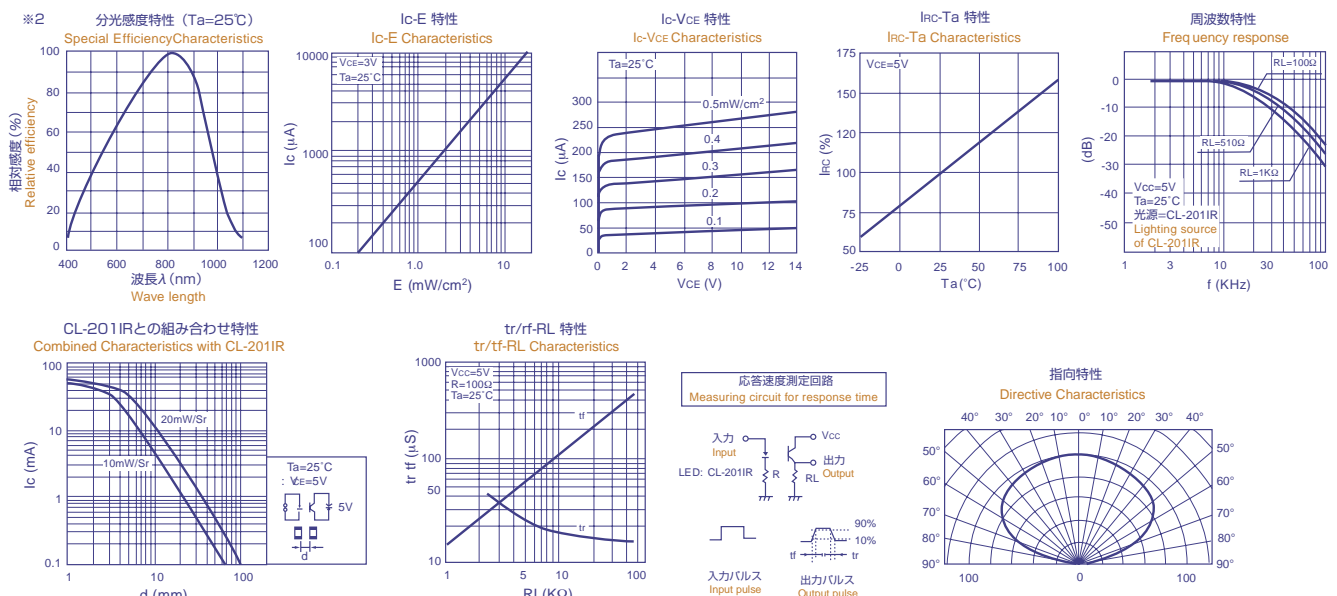 ※2
分光感度特性（Ta=25℃）
Special EfficiencyCharacteristics
100
80
60
40
20
0
相対感度(%)
Relative efficiency
400 600 800 1000 1200
波長λ(nm)
Wave length
Ic-E 特性
Ic-E Characteristics
VCE=3V
Ta=25˚C
10000
1000
100
Ic (μA)
0.1 1.0 10
E (mW/cm²)
Ic-VCE 特性
Ic-VCE Characteristics
Ta=25˚C
300
250
200
150
100
50
0
Ic (μA)
0.5mW/cm²
0.4
0.3
0.2
0.1
0 2 4 6 8 10 12 14
VCE (V)
IRC-Ta 特性
IRC-Ta Characteristics
VCE=5V
175
150
125
100
75
50
IRC (%)
-25 0 25 50 75 100
Ta(˚C)
周波数特性
Freq uency response
RL=100Ω
RL=510Ω
RL=1KΩ
0
-10
-20
-30
-40
-50
(dB)
Vcc=5V
Ta=25˚C
光源=CL-201IR
Lighting source
of CL-201IR
1 3 10 30 100
f (KHz)
CL-201IRとの組み合わせ特性
Combined Characteristics with CL-201IR
100
10
1
0.1
Ic (mA)
20mW/Sr
10mW/Sr
1 10 100
d (mm)
Ta=25˚C
5V
d
tr/rf-RL 特性
tr/tf-RL Characteristics
Vcc=5V
R=100Ω
Ta=25˚C
1000
100
50
10
tr tf (μS)
tf
tr
1 5 10 100
RL(KΩ)
応答速度測定回路
Measuring circuit for response time
入力
Input
Vcc
出力
Output
LED: CL-201IR
R
RL
90%
10%
tf tr
入力パルス
Input pulse
出力パルス
Output pulse
指向特性
Directive Characteristics
40° 30° 20° 10° 0° 10° 20° 30° 40°
50° 50°
60° 60°
70° 70°
80° 80°
90° 90°
100 0 100